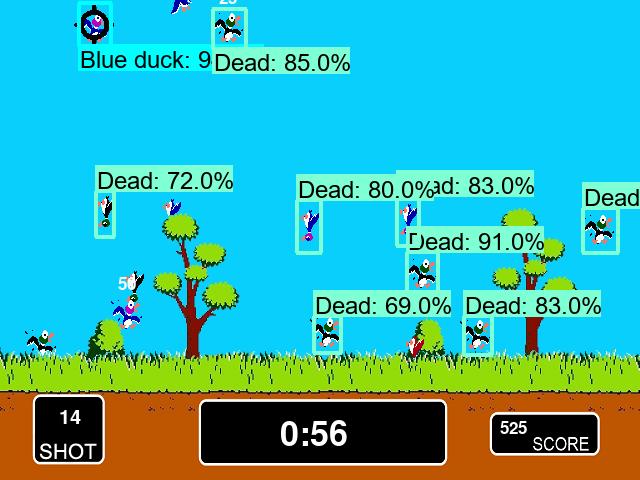 25
Blue duck: 9
Dead: 85.0%
Dead: 72.0%
Dead: 80.0%
ad: 83.0%
Dead
Dead: 91.0%
50
Dead: 69.0%
Dead: 83.0%
14
SHOT
0:56
525
SCORE